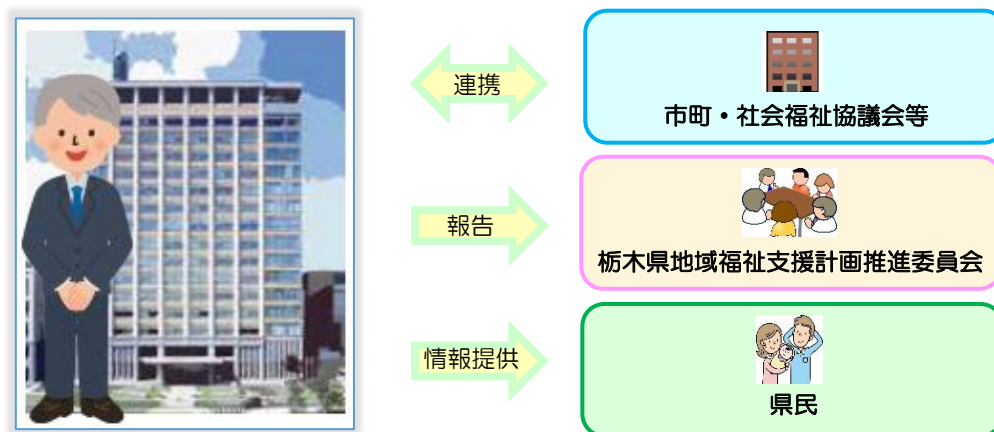 連携
市町・社会福祉協議会等
報告
栃木県地域福祉支援計画推進委員会
情報提供
県民